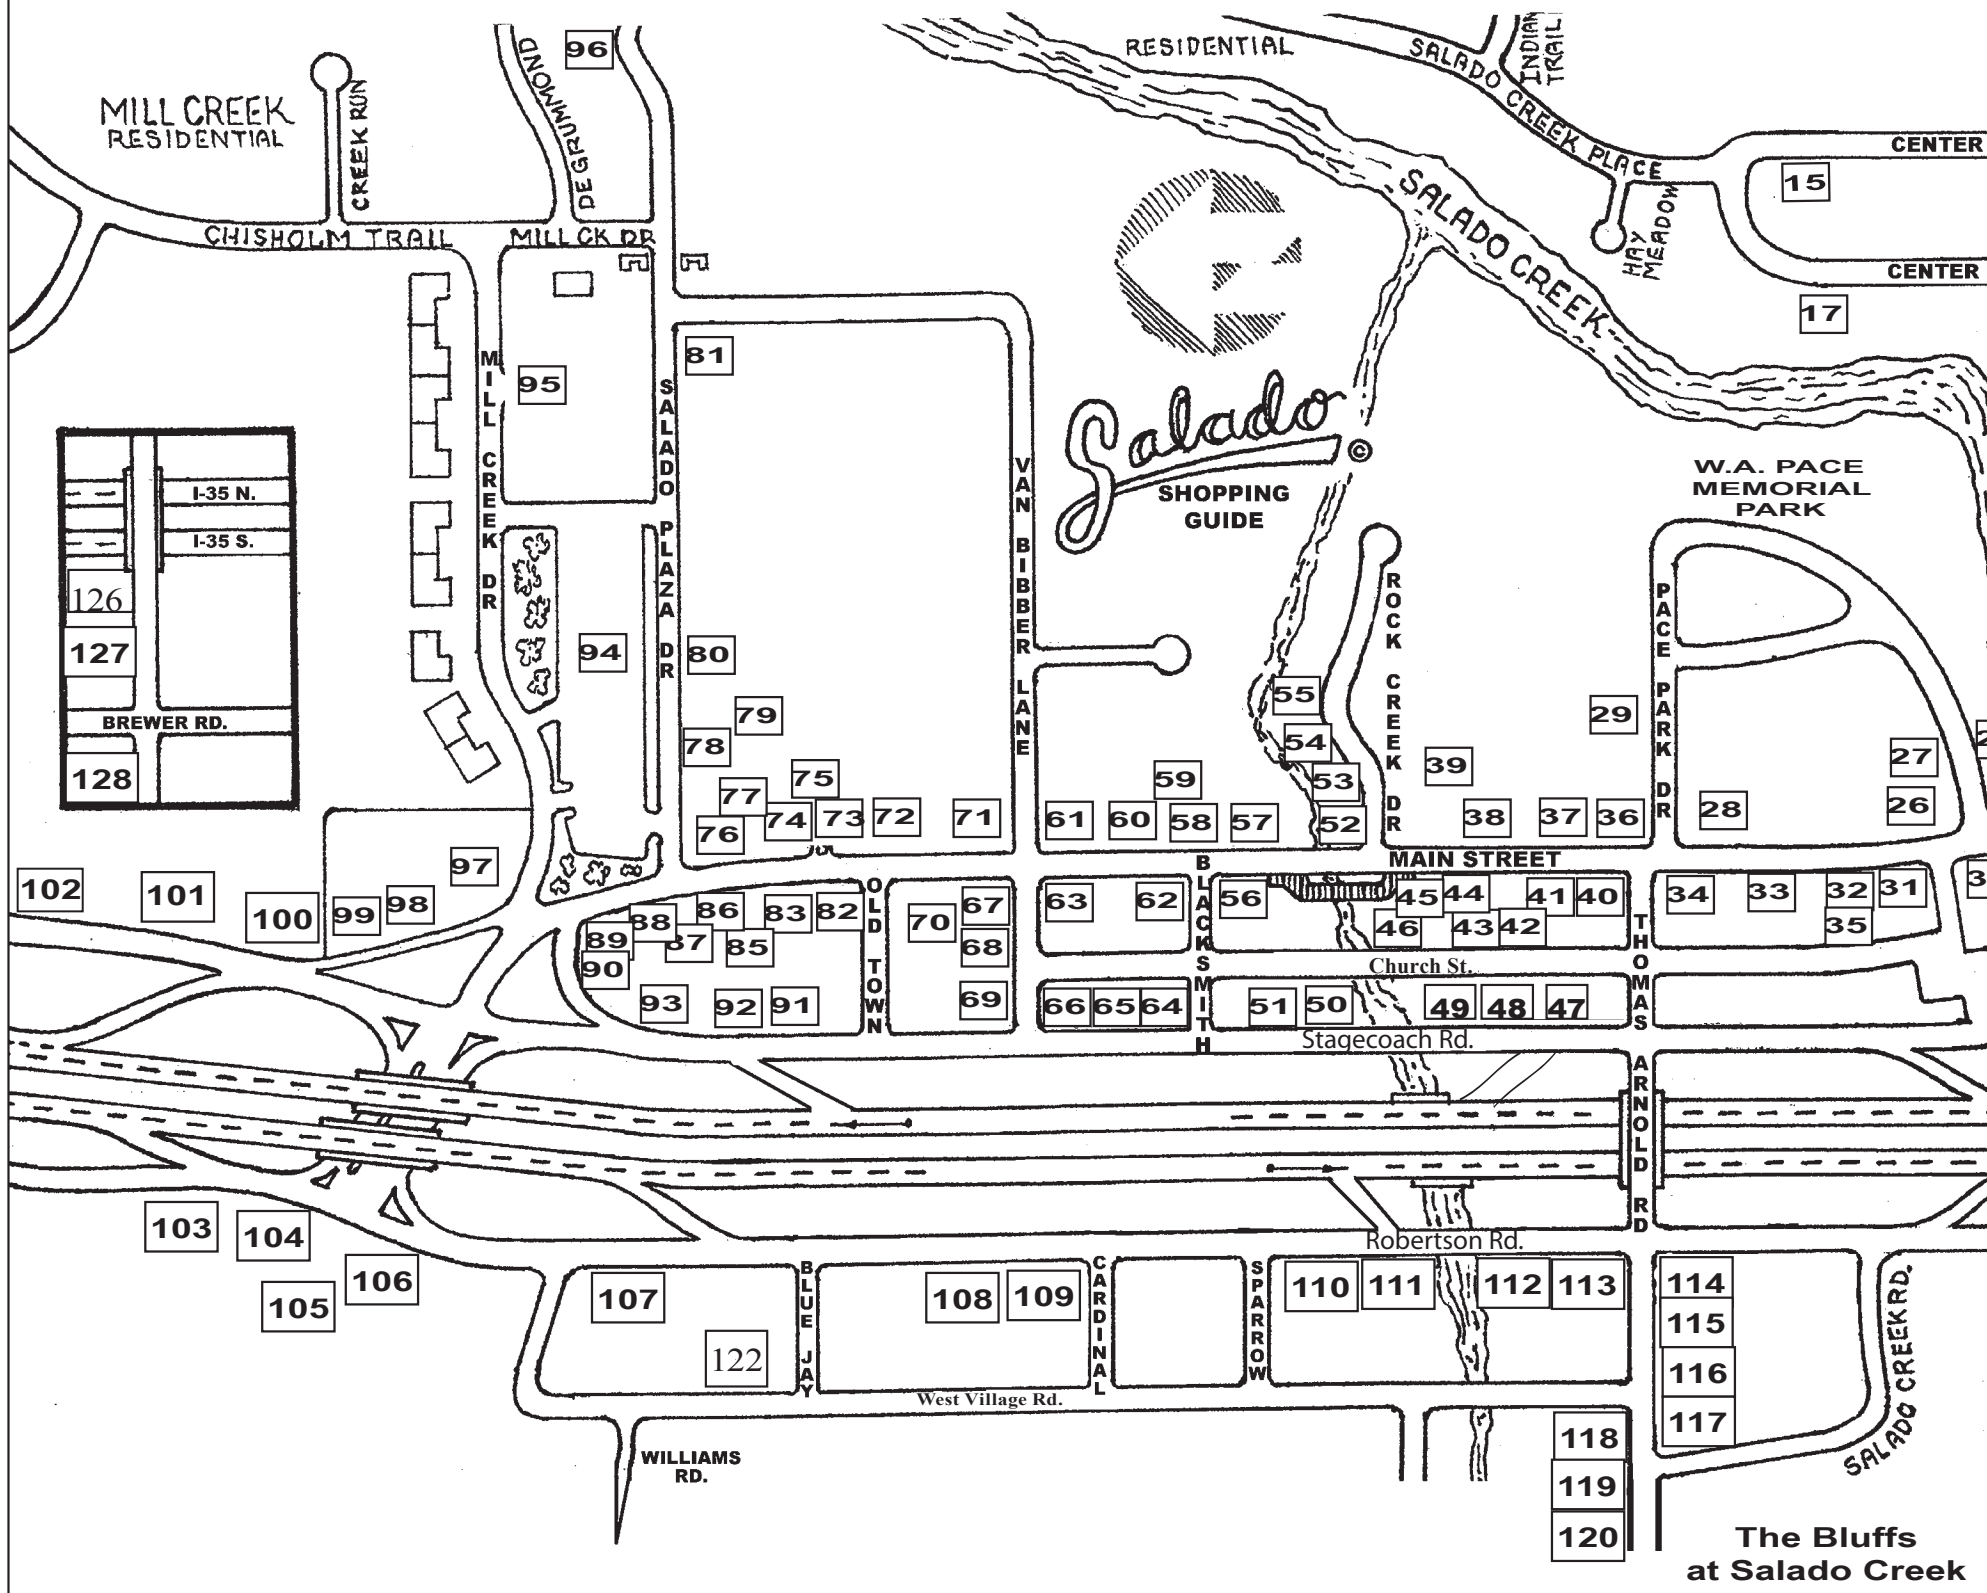 96
RESIDENTIAL
SALADO CREEK PLACE
INDIAN
TRAIL
MILL CREEK
RESIDENTIAL
CREEK RUN
DEGRUMMOND
CENTER
15
HAY
MEADOW
CHISHOLM TRAIL
MILL CK DR
SALADO CREEK
CENTER
17
81
95
MILL CREEK DR
SALADO PLAZA DR
VAN BIBBER LANE
Salado ©
SHOPPING
GUIDE
W.A. PACE
MEMORIAL
PARK
I-35 N.
I-35 S.
126
127
BREWER RD.
128
ROCK CREEK DR
PACE PARK DR
94
80
79
78
77
75
76
74
73
72
71
61
60
59
58
57
55
54
53
52
39
38
37
36
29
28
27
26
MAIN STREET
102
101
100
99
98
97
88
86
83
82
89
87
85
90
93
92
91
OLD TOWN
70
67
68
69
63
62
BLACKSMITH
56
45
44
41
40
46
43
42
34
33
32
31
35
Church St.
66
65
64
51
50
49
48
47
Stagecoach Rd.
THOMAS ARNOLD RD
103
104
105
106
Robertson Rd.
107
122
BLUE JAY
108
109
CARDINAL
SPARROW
110
111
112
113
114
115
116
117
SALADO CREEK RD.
West Village Rd.
WILLIAMS
RD.
118
119
120
The Bluffs
at Salado Creek